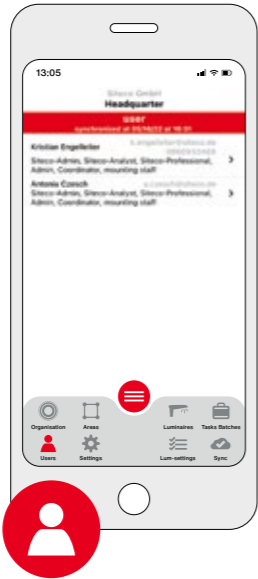 13:05
Siteco GmbH
Headquarter
user
synchronised at 05/16/22 at 16:31
Kristian Engelleiter
Siteco-Admin, Siteco-Analyst, Siteco-Professional,
Admin, Coordinator, mounting staff
Antonia Czesch
Siteco-Admin, Siteco-Analyst, Siteco-Professional,
Admin, Coordinator, mounting staff
Organisation Areas Luminaires Tasks Batches
Users Settings Lum-settings Sync